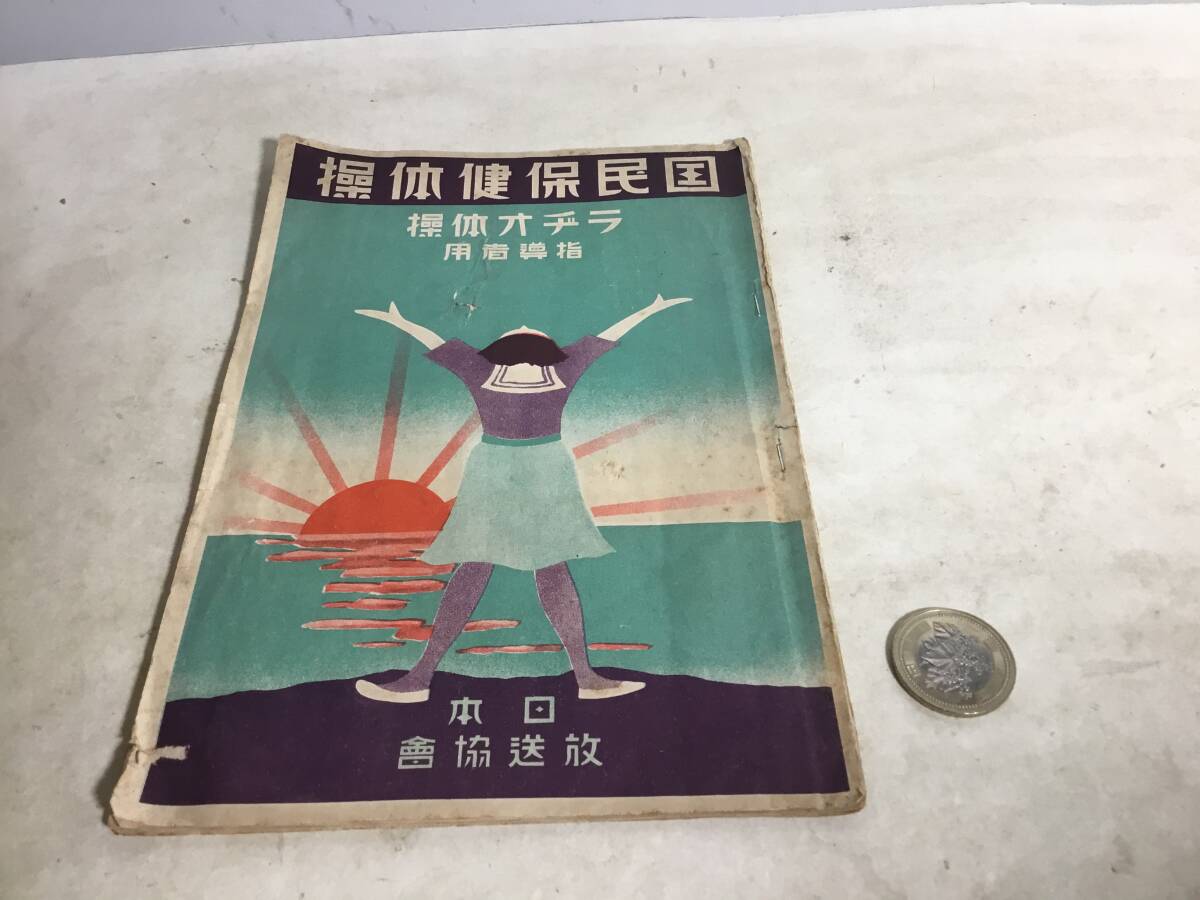 国民保健体操
ラヂオ体操
指導者用
日本
放送協會